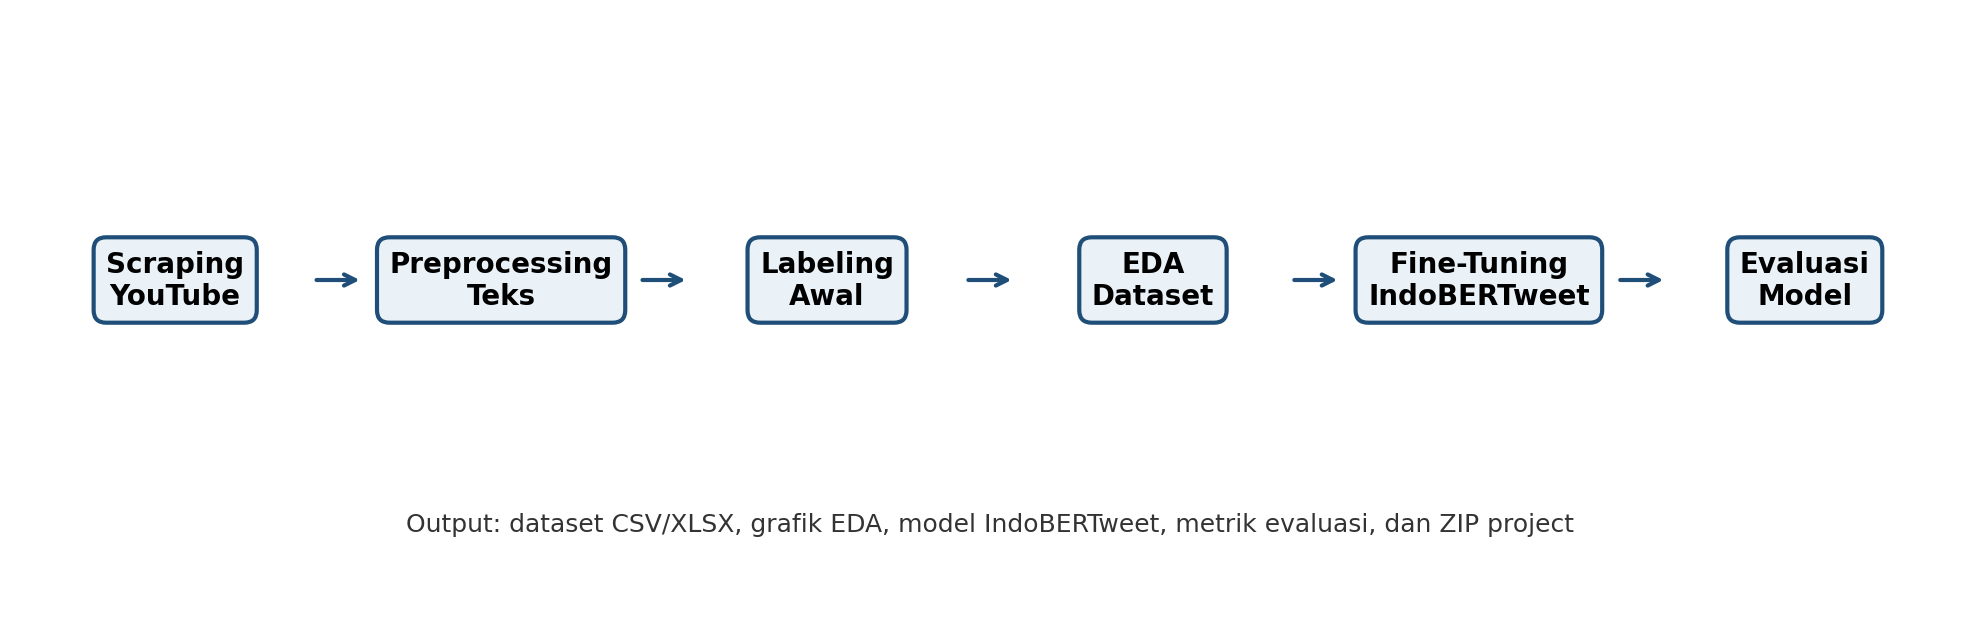 Scraping
YouTube
Preprocessing
Teks
Labeling
Awal
EDA
Dataset
Fine-Tuning
IndoBERTweet
Evaluasi
Model
Output: dataset CSV/XLSX, grafik EDA, model IndoBERTweet, metrik evaluasi, dan ZIP project